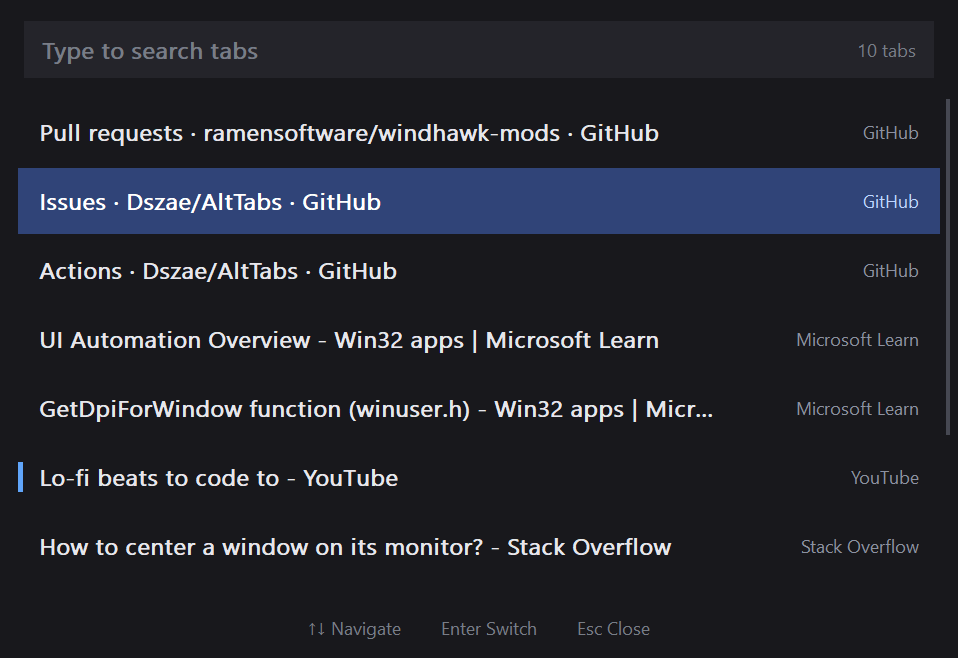 Type to search tabs 10 tabs
Pull requests · ramensoftware/windhawk-mods · GitHub GitHub
Issues · Dszae/AltTabs · GitHub GitHub
Actions · Dszae/AltTabs · GitHub GitHub
UI Automation Overview - Win32 apps | Microsoft Learn Microsoft Learn
GetDpiForWindow function (winuser.h) - Win32 apps | Micr... Microsoft Learn
Lo-fi beats to code to - YouTube YouTube
How to center a window on its monitor? - Stack Overflow Stack Overflow
↑↓ Navigate Enter Switch Esc Close